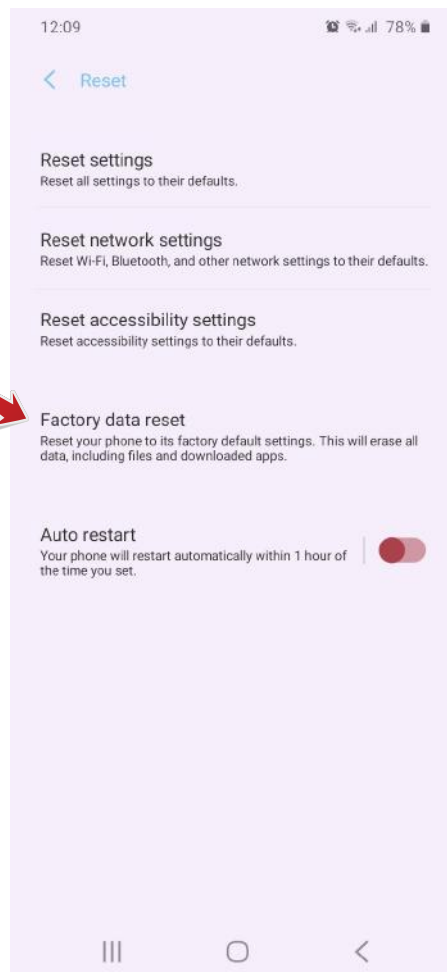 12:09 78%
Reset
Reset settings
Reset all settings to their defaults.
Reset network settings
Reset Wi-Fi, Bluetooth, and other network settings to their defaults.
Reset accessibility settings
Reset accessibility settings to their defaults.
Factory data reset
Reset your phone to its factory default settings. This will erase all
data, including files and downloaded apps.
Auto restart
Your phone will restart automatically within 1 hour of
the time you set.